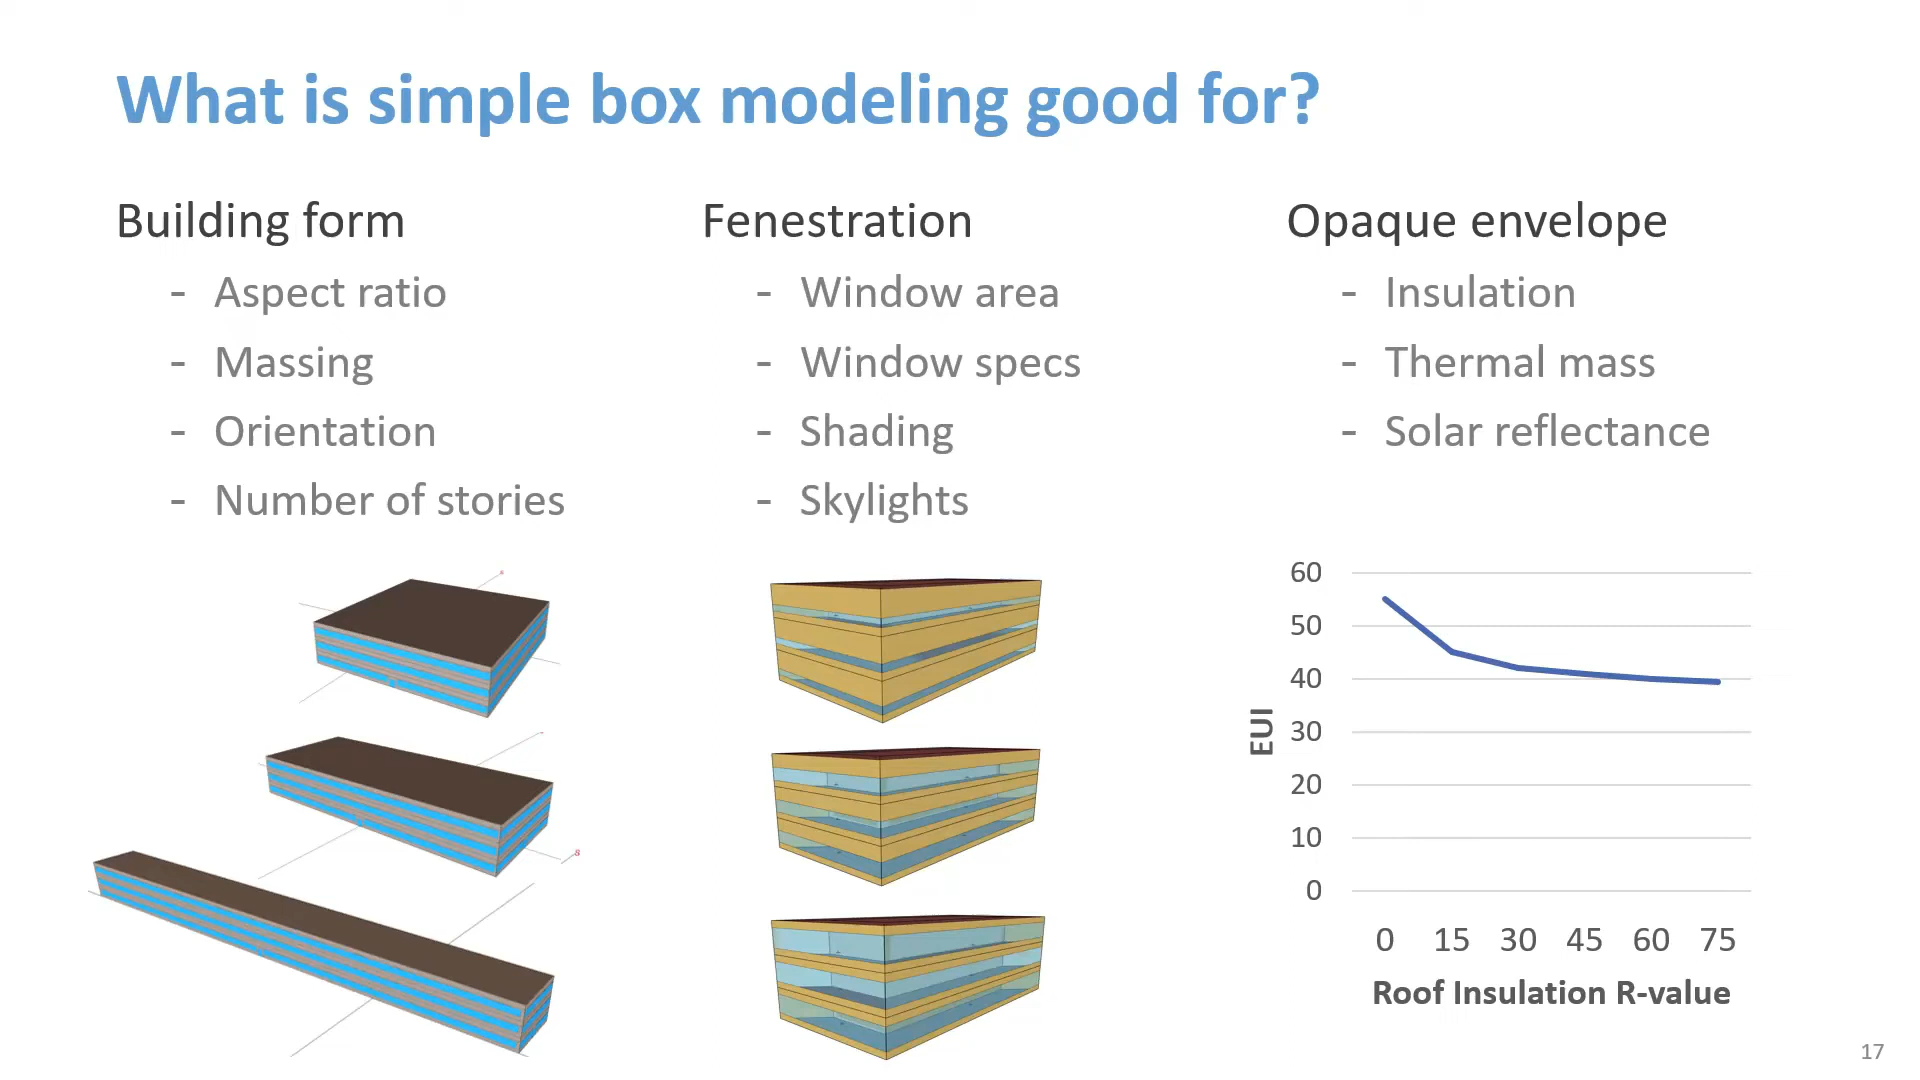 What is simple box modeling good for?
Building form
- Aspect ratio
- Massing
- Orientation
- Number of stories
Fenestration
- Window area
- Window specs
- Shading
- Skylights
Opaque envelope
- Insulation
- Thermal mass
- Solar reflectance
60
50
40
30
20
10
0
EUI
0 15 30 45 60 75
Roof Insulation R-value
17